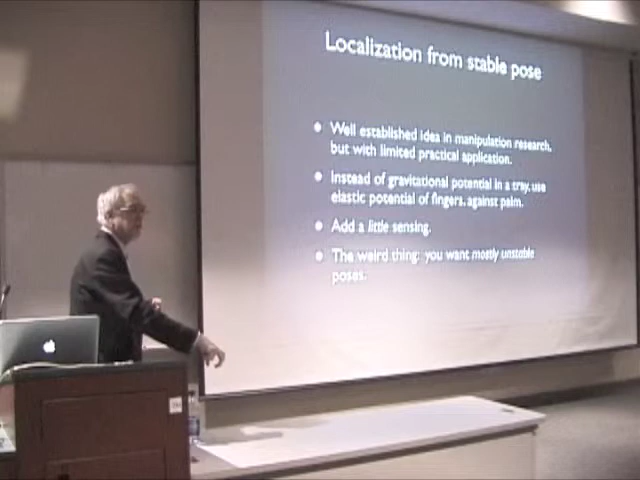 Localization from stable pose
• Well established idea in manipulation research,
but with limited practical application.
• Instead of gravitational potential in a tray, use
elastic potential of fingers, against palm.
• Add a little sensing.
• The weird thing: you want mostly unstable
poses.